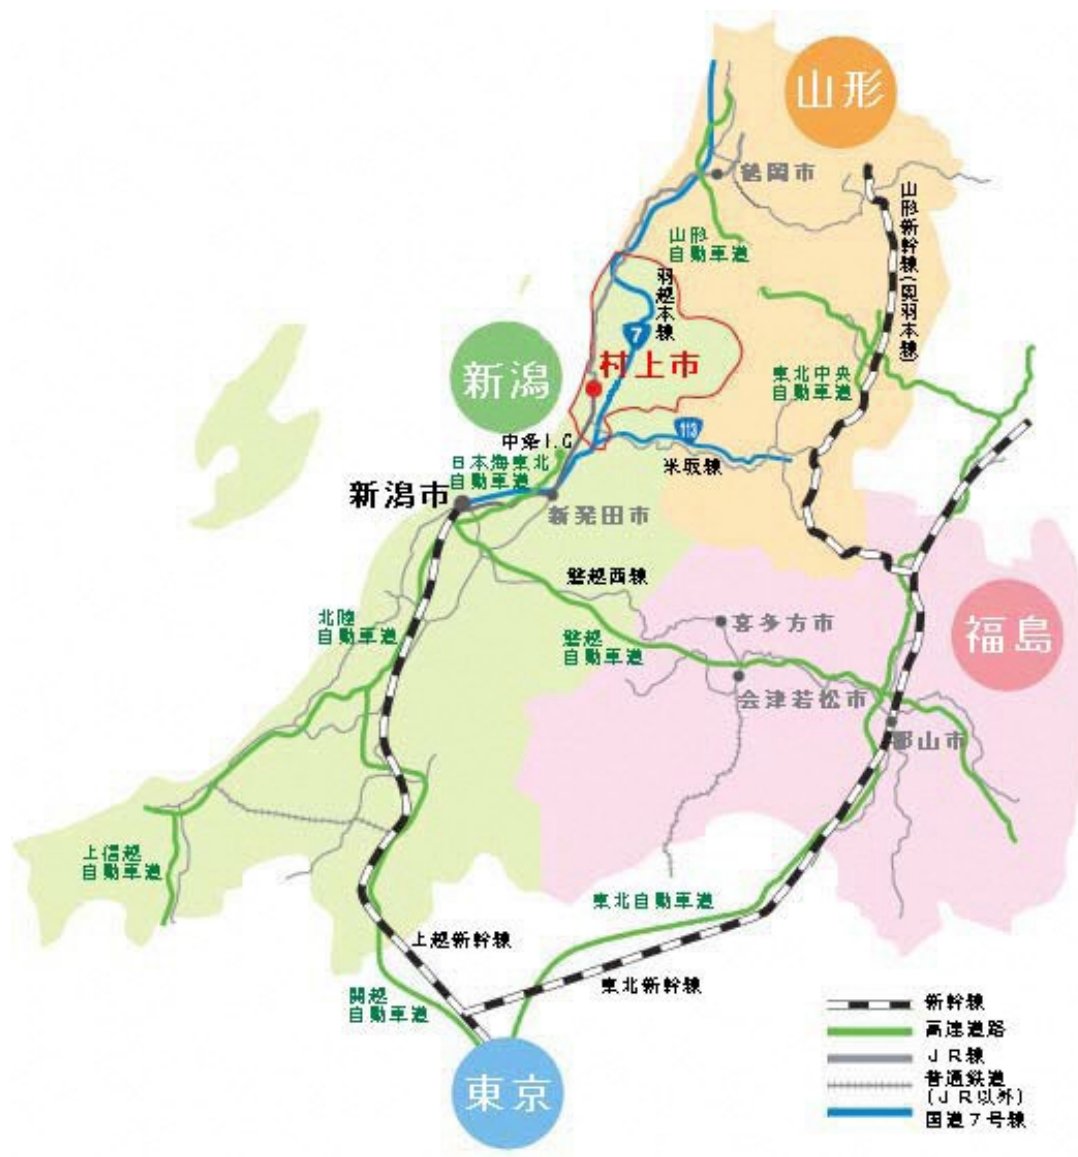 山形
鶴岡市
山形
自動車道
山形新幹線(奥羽本線)
羽越本線
7
新潟
村上市
東北中央
自動車道
113
中条I.C
米坂線
日本海東北
自動車道
新潟市
新発田市
磐越西線
北陸
自動車道
喜多方市
福島
磐越
自動車道
会津若松市
郡山市
上信越
自動車道
東北自動車道
上越新幹線
東北新幹線
関越
自動車道
東京
新幹線
高速道路
JR線
普通鉄道
(JR以外)
国道7号線